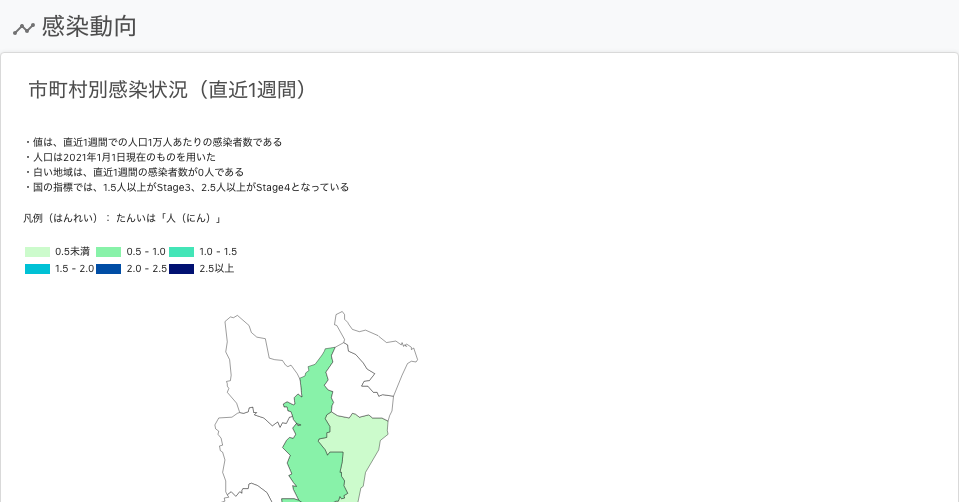 感染動向
市町村別感染状況（直近1週間）
・値は、直近1週間での人口1万人あたりの感染者数である
・人口は2021年1月1日現在のものを用いた
・白い地域は、直近1週間の感染者数が0人である
・国の指標では、1.5人以上がStage3、2.5人以上がStage4となっている
凡例（はんれい）： たんいは「人（にん）」
0.5未満 0.5 - 1.0 1.0 - 1.5
1.5 - 2.0 2.0 - 2.5 2.5以上